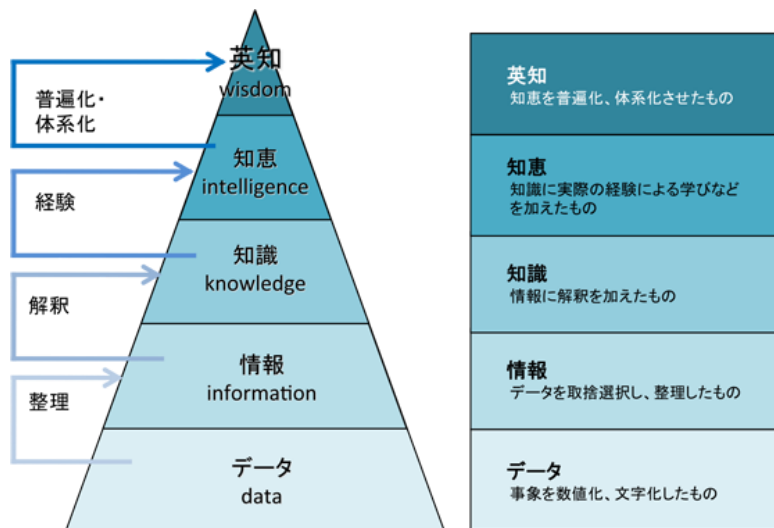 普遍化・
体系化
経験
解釈
整理
英知
wisdom
知恵
intelligence
知識
knowledge
情報
information
データ
data
英知
知恵を普遍化、体系化させたもの
知恵
知識に実際の経験による学びなど
を加えたもの
知識
情報に解釈を加えたもの
情報
データを取捨選択し、整理したもの
データ
事象を数値化、文字化したもの